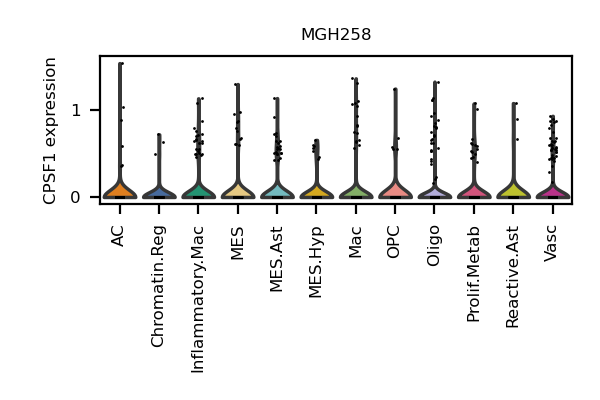 MGH258
CPSF1 expression
1
0
AC
Chromatin.Reg
Inflammatory.Mac
MES
MES.Ast
MES.Hyp
Mac
OPC
Oligo
Prolif.Metab
Reactive.Ast
Vasc